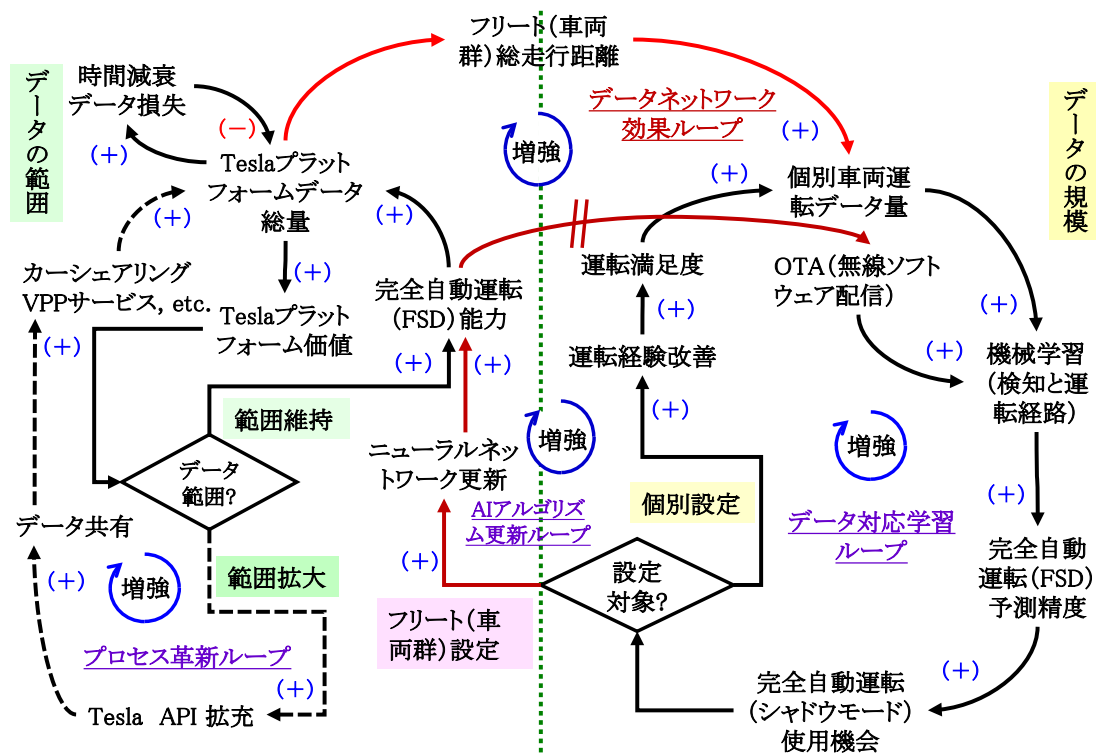 フリート(車両
群)総走行距離
データの範囲
時間減衰
データ損失
(−)
(+)
データネットワーク
効果ループ
(+)
データの規模
増強
Teslaプラット
フォームデータ
総量
(+)
(+)
(+)
個別車両運
転データ量
(+)
カーシェアリング
VPPサービス, etc.
完全自動運転
(FSD)能力
運転満足度
OTA(無線ソフト
ウェア配信)
(+)
Teslaプラット
フォーム価値
(+)
(+)
(+)
(+)
運転経験改善
(+)
機械学習
(検知と運
転経路)
(+)
範囲維持
増強
増強
データ
範囲?
ニューラルネッ
トワーク更新
個別設定
(+)
データ共有
AIアルゴリズ
ム更新ループ
データ対応学習
ループ
(+)
増強
範囲拡大
(+)
設定
対象?
完全自動
運転(FSD)
予測精度
フリート(車
両群)設定
プロセス革新ループ
(+)
(+)
Tesla API 拡充
完全自動運転
(シャドウモード)
使用機会